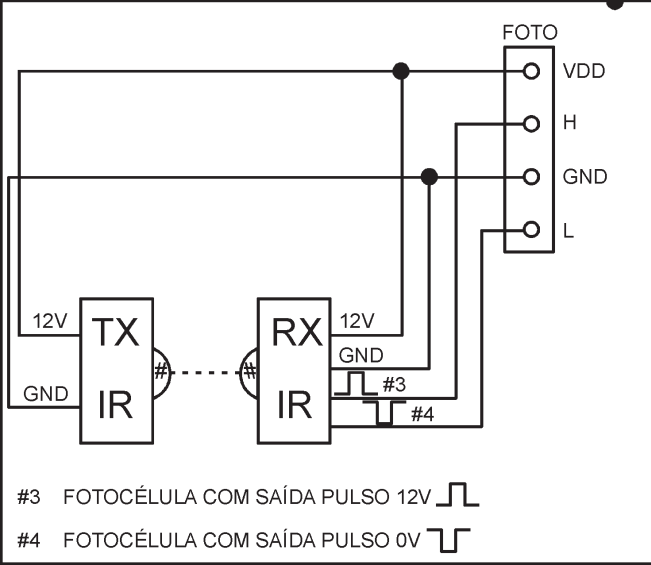 FOTO
VDD
H
GND
L
12V
TX
RX
12V
GND
# #
#3
GND
IR
IR
#4
#3 FOTOCÉLULA COM SAÍDA PULSO 12V
#4 FOTOCÉLULA COM SAÍDA PULSO 0V